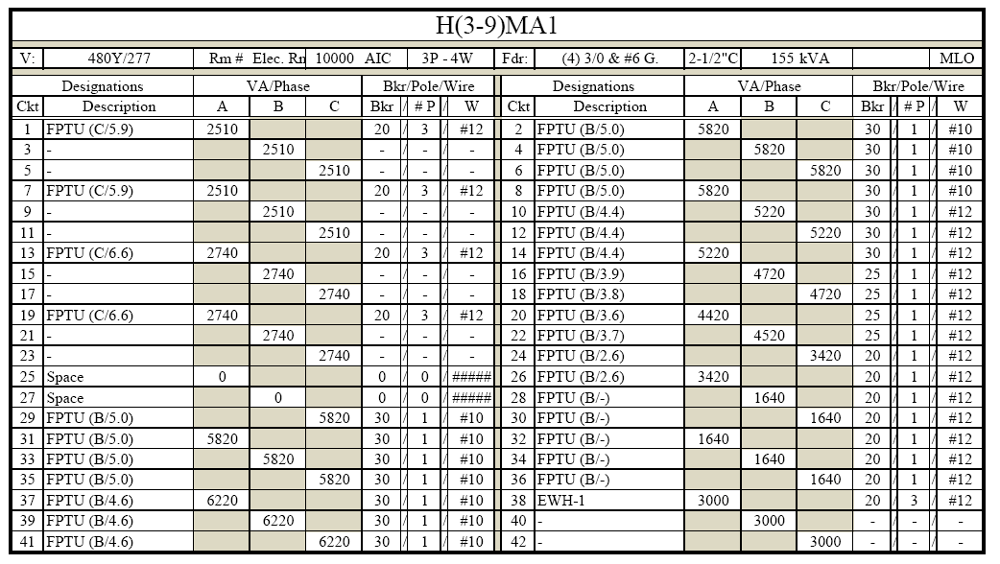 H(3-9)MA1
V: 480Y/277 Rm # Elec. Rn 10000 AIC 3P - 4W Fdr: (4) 3/0 & #6 G. 2-1/2"C 155 kVA MLO
Designations VA/Phase Bkr/Pole/Wire Designations VA/Phase Bkr/Pole/Wire
Ckt Description A B C Bkr / # P / W Ckt Description A B C Bkr / # P / W
1 FPTU (C/5.9) 2510 20 / 3 / #12 2 FPTU (B/5.0) 5820 30 / 1 / #10
3 - 2510 - / - / - 4 FPTU (B/5.0) 5820 30 / 1 / #10
5 - 2510 - / - / - 6 FPTU (B/5.0) 5820 30 / 1 / #10
7 FPTU (C/5.9) 2510 20 / 3 / #12 8 FPTU (B/5.0) 5820 30 / 1 / #10
9 - 2510 - / - / - 10 FPTU (B/4.4) 5220 30 / 1 / #12
11 - 2510 - / - / - 12 FPTU (B/4.4) 5220 30 / 1 / #12
13 FPTU (C/6.6) 2740 20 / 3 / #12 14 FPTU (B/4.4) 5220 30 / 1 / #12
15 - 2740 - / - / - 16 FPTU (B/3.9) 4720 25 / 1 / #12
17 - 2740 - / - / - 18 FPTU (B/3.8) 4720 25 / 1 / #12
19 FPTU (C/6.6) 2740 20 / 3 / #12 20 FPTU (B/3.6) 4420 25 / 1 / #12
21 - 2740 - / - / - 22 FPTU (B/3.7) 4520 25 / 1 / #12
23 - 2740 - / - / - 24 FPTU (B/2.6) 3420 20 / 1 / #12
25 Space 0 0 / 0 / ##### 26 FPTU (B/2.6) 3420 20 / 1 / #12
27 Space 0 0 / 0 / ##### 28 FPTU (B/-) 1640 20 / 1 / #12
29 FPTU (B/5.0) 5820 30 / 1 / #10 30 FPTU (B/-) 1640 20 / 1 / #12
31 FPTU (B/5.0) 5820 30 / 1 / #10 32 FPTU (B/-) 1640 20 / 1 / #12
33 FPTU (B/5.0) 5820 30 / 1 / #10 34 FPTU (B/-) 1640 20 / 1 / #12
35 FPTU (B/5.0) 5820 30 / 1 / #10 36 FPTU (B/-) 1640 20 / 1 / #12
37 FPTU (B/4.6) 6220 30 / 1 / #10 38 EWH-1 3000 20 / 3 / #12
39 FPTU (B/4.6) 6220 30 / 1 / #10 40 - 3000 - / - / -
41 FPTU (B/4.6) 6220 30 / 1 / #10 42 - 3000 - / - / -